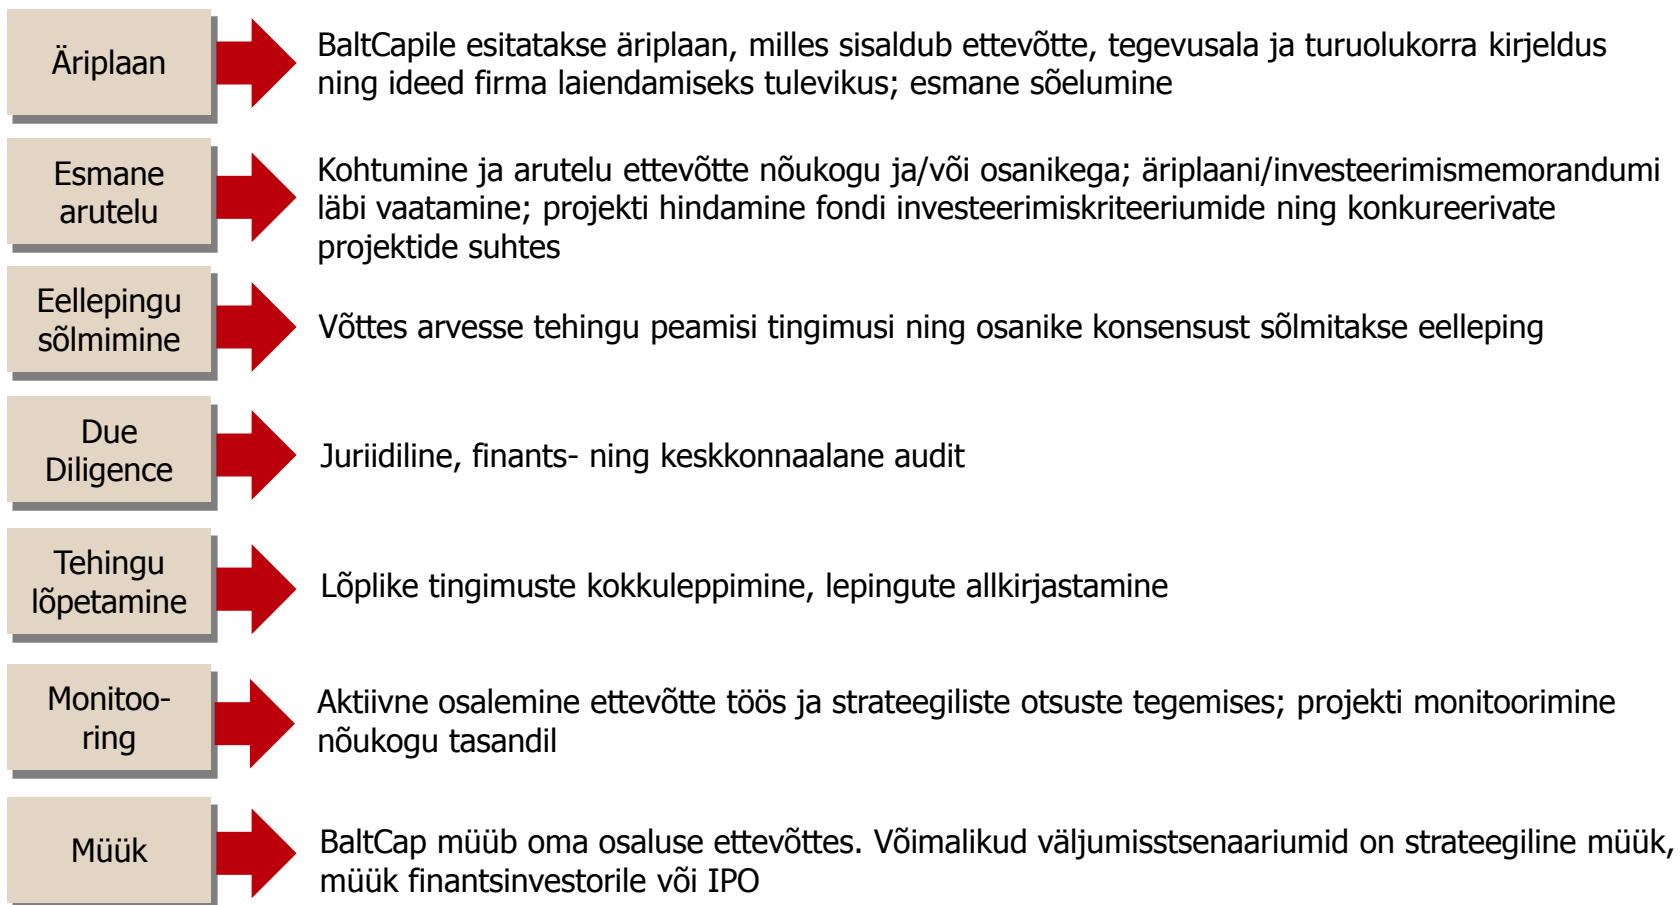 Äriplaan
BaltCapile esitatakse äriplaan, milles sisaldub ettevõtte, tegevusala ja turuolukorra kirjeldus
ning ideed firma laiendamiseks tulevikus; esmane sõelumine
Esmane
arutelu
Kohtumine ja arutelu ettevõtte nõukogu ja/või osanikega; äriplaani/investeerimismemorandumi
läbi vaatamine; projekti hindamine fondi investeerimiskriteeriumide ning konkureerivate
projektide suhtes
Eellepingu
sõlmimine
Võttes arvesse tehingu peamisi tingimusi ning osanike konsensust sõlmitakse eelleping
Due
Diligence
Juriidiline, finants- ning keskkonnaalane audit
Tehingu
lõpetamine
Lõplike tingimuste kokkuleppimine, lepingute allkirjastamine
Monitoo-
ring
Aktiivne osalemine ettevõtte töös ja strateegiliste otsuste tegemises; projekti monitoorimine
nõukogu tasandil
Müük
BaltCap müüb oma osaluse ettevõttes. Võimalikud väljumisstsenaariumid on strateegiline müük,
müük finantsinvestorile või IPO